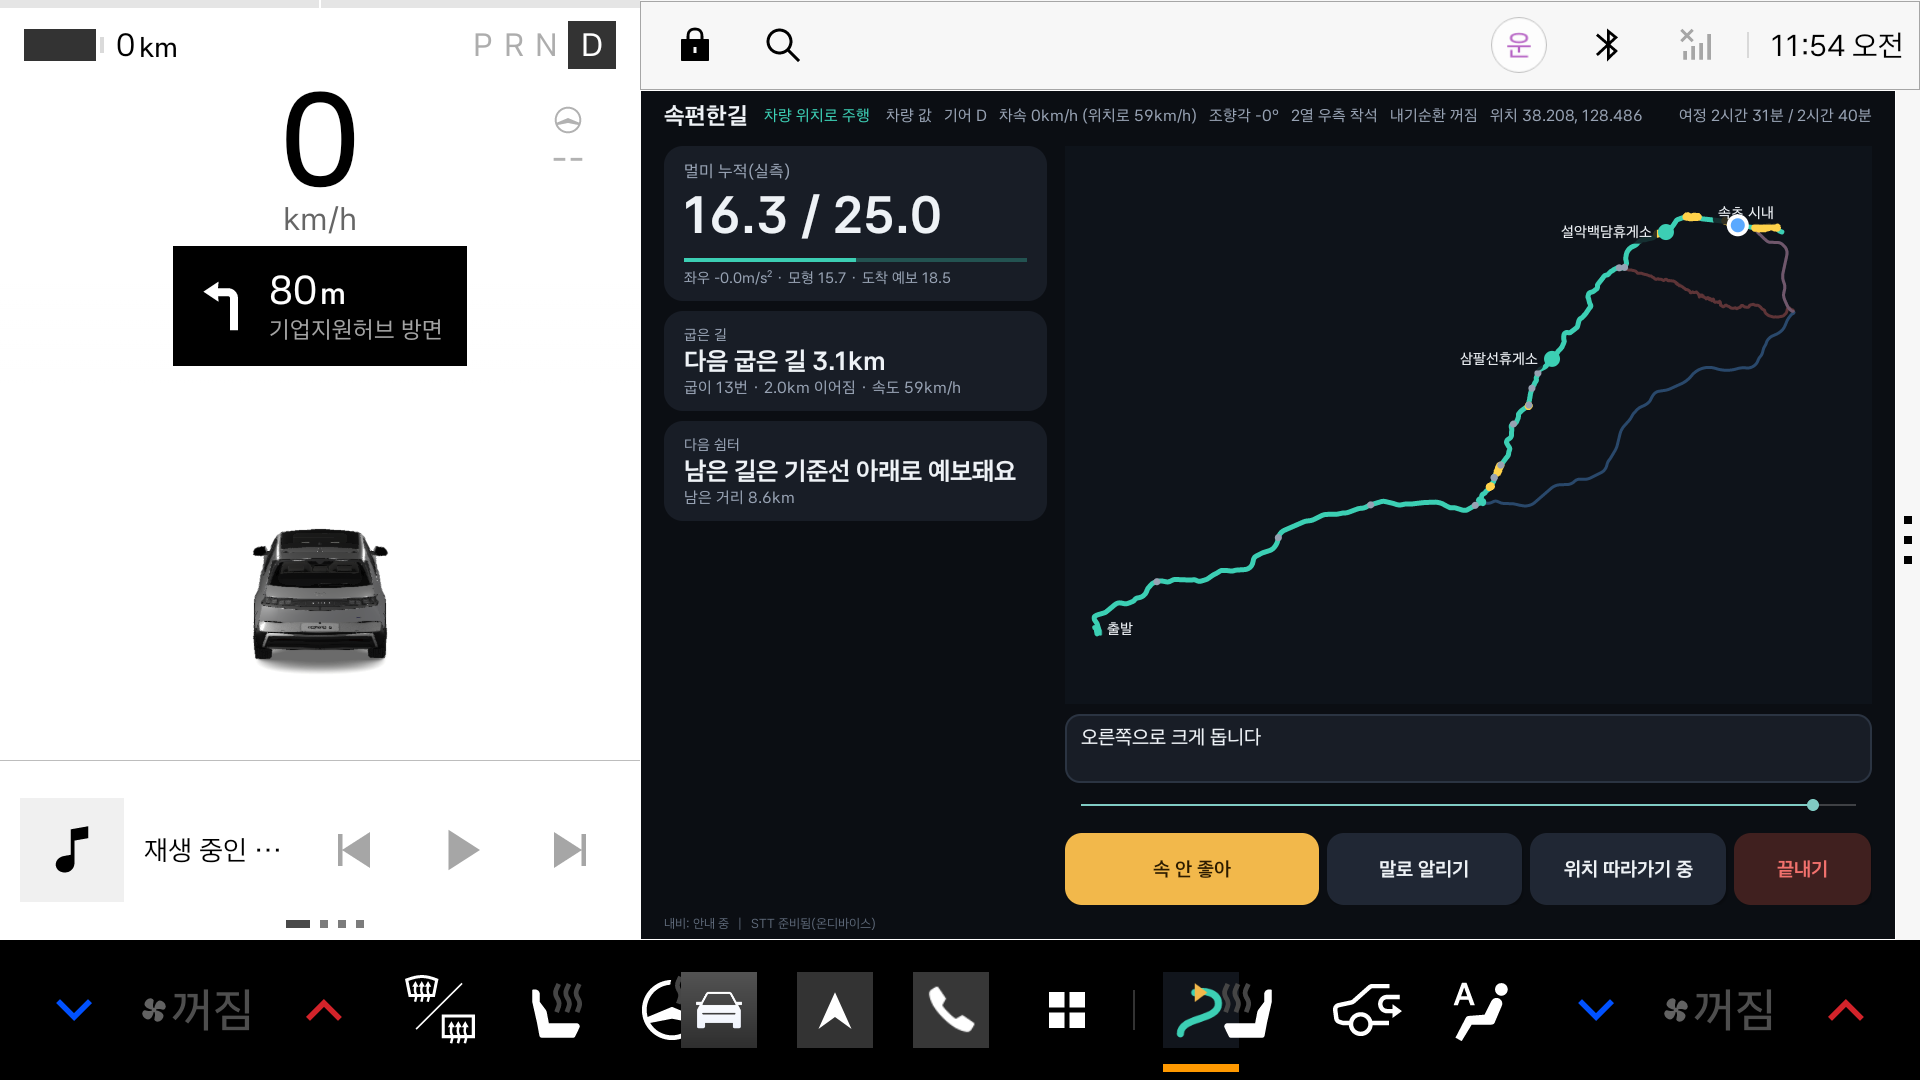 0 km
P R N D
0
km/h
--
80 m
기업지원허브 방면
재생 중인 ···
11:54 오전
운
속편한길 차량 위치로 주행 차량 값 기어 D 차속 0km/h (위치로 59km/h) 조향각 -0° 2열 우측 착석 내기순환 꺼짐 위치 38.208, 128.486 여정 2시간 31분 / 2시간 40분
멀미 누적(실측)
16.3 / 25.0
좌우 -0.0m/s² · 모형 15.7 · 도착 예보 18.5
굽은 길
다음 굽은 길 3.1km
굽이 13번 · 2.0km 이어짐 · 속도 59km/h
다음 쉼터
남은 길은 기준선 아래로 예보돼요
남은 거리 8.6km
속초 시내
설악백담휴게소
삼팔선휴게소
출발
오른쪽으로 크게 돕니다
속 안 좋아
말로 알리기
위치 따라가기 중
끝내기
내비: 안내 중 | STT 준비됨(온디바이스)
꺼짐
A
꺼짐